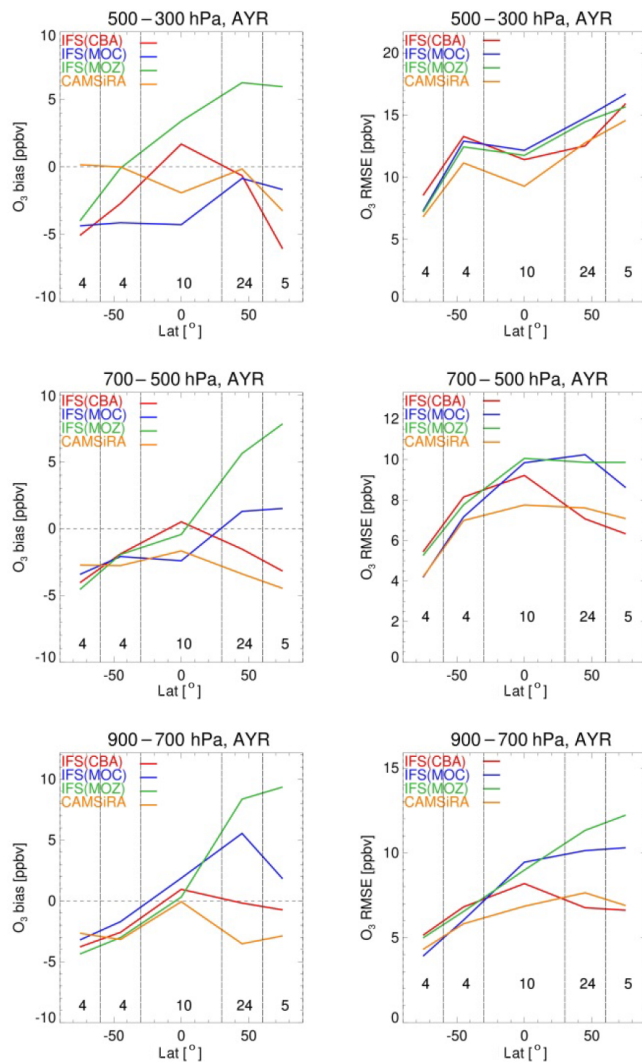 500–300 hPa, AYR
IFS(CBA)
IFS(MOC)
IFS(MOZ)
CAMSiRA
O3 bias [ppbv]
10
5
0
-5
-10
4 4 10 24 5
-50 0 50
Lat [°]
500–300 hPa, AYR
IFS(CBA)
IFS(MOC)
IFS(MOZ)
CAMSiRA
O3 RMSE [ppbv]
20
15
10
5
0
4 4 10 24 5
-50 0 50
Lat [°]
700–500 hPa, AYR
IFS(CBA)
IFS(MOC)
IFS(MOZ)
CAMSiRA
O3 bias [ppbv]
10
5
0
-5
-10
4 4 10 24 5
-50 0 50
Lat [°]
700–500 hPa, AYR
IFS(CBA)
IFS(MOC)
IFS(MOZ)
CAMSiRA
O3 RMSE [ppbv]
12
10
8
6
4
2
0
4 4 10 24 5
-50 0 50
Lat [°]
900–700 hPa, AYR
IFS(CBA)
IFS(MOC)
IFS(MOZ)
CAMSiRA
O3 bias [ppbv]
10
5
0
-5
-10
4 4 10 24 5
-50 0 50
Lat [°]
900–700 hPa, AYR
IFS(CBA)
IFS(MOC)
IFS(MOZ)
CAMSiRA
O3 RMSE [ppbv]
15
10
5
0
4 4 10 24 5
-50 0 50
Lat [°]